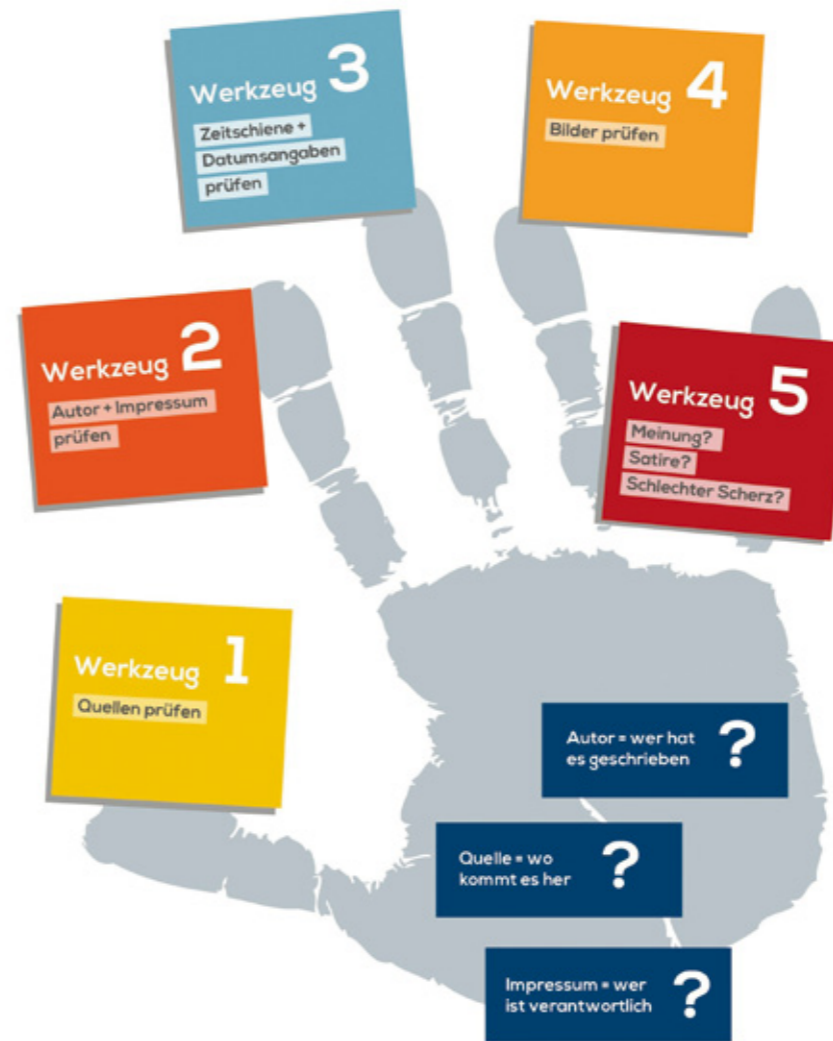 Werkzeug 3
Zeitschiene +
Datumsangaben
prüfen
Werkzeug 4
Bilder prüfen
Werkzeug 2
Autor + Impressum
prüfen
Werkzeug 5
Meinung?
Satire?
Schlechter Scherz?
Werkzeug 1
Quellen prüfen
Autor = wer hat
es geschrieben
?
Quelle = wo
kommt es her
?
Impressum = wer
ist verantwortlich
?